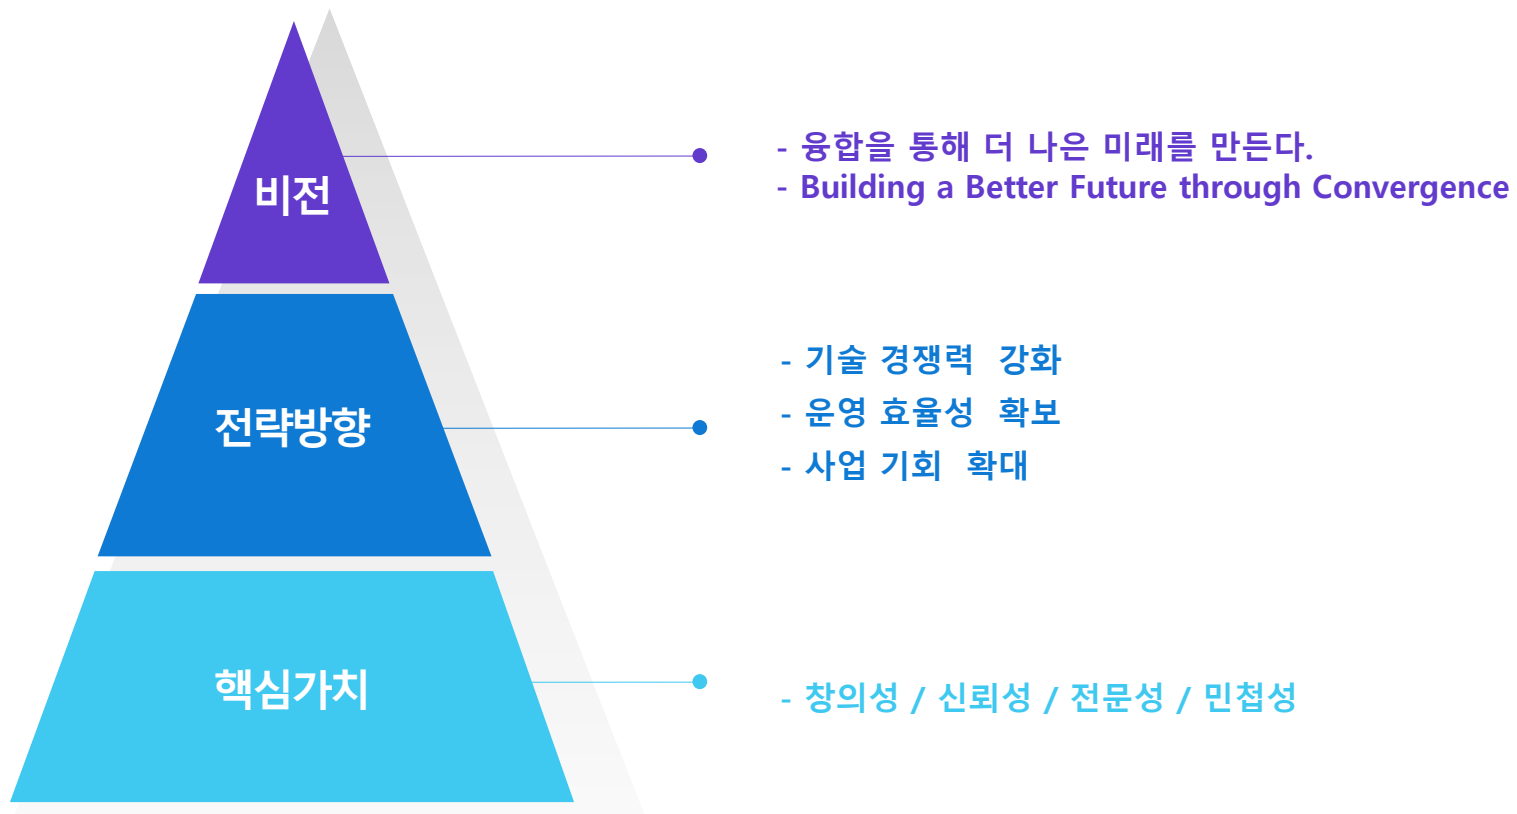 비전
- 융합을 통해 더 나은 미래를 만든다.
- Building a Better Future through Convergence
전략방향
- 기술 경쟁력 강화
- 운영 효율성 확보
- 사업 기회 확대
핵심가치
- 창의성 / 신뢰성 / 전문성 / 민첩성